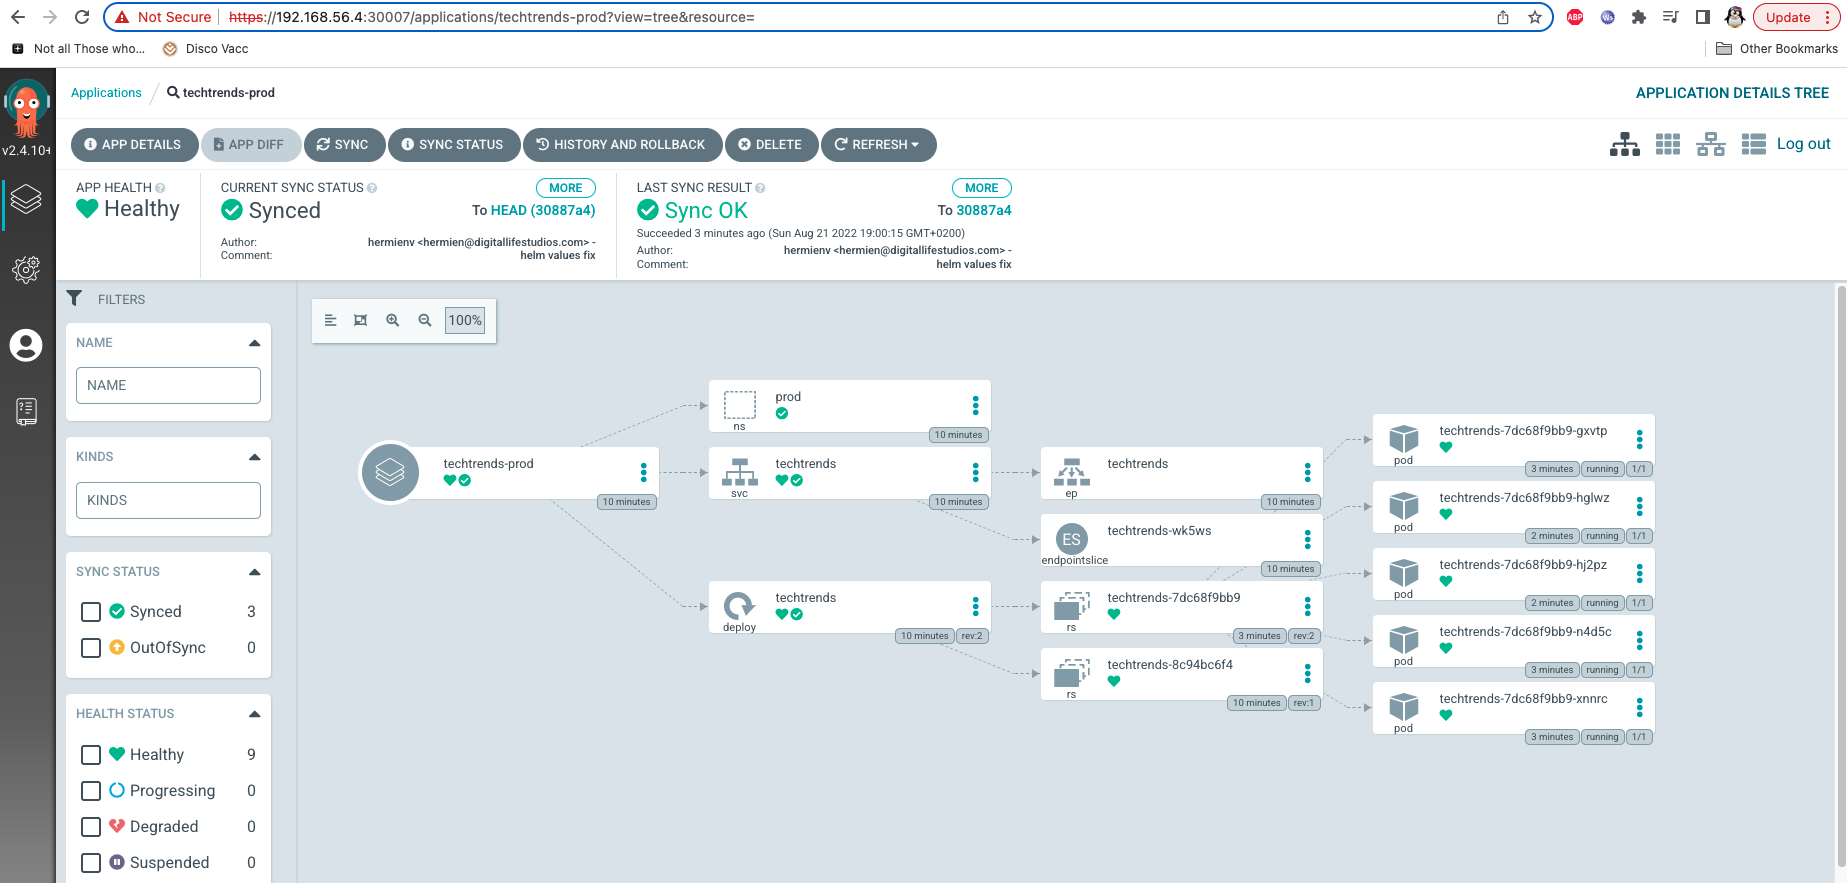 Not Secure
https://192.168.56.4:30007/applications/techtrends-prod?view=tree&resource=
ABP
Ws
Update
Not all Those who...
Disco Vacc
Other Bookmarks
v2.4.10+
Applications
techtrends-prod
APPLICATION DETAILS TREE
APP DETAILS
APP DIFF
SYNC
SYNC STATUS
HISTORY AND ROLLBACK
DELETE
REFRESH
Log out
APP HEALTH
Healthy
CURRENT SYNC STATUS
MORE
Synced
To HEAD (30887a4)
Author: hermienv <hermien@digitallifestudios.com> -
Comment: helm values fix
LAST SYNC RESULT
MORE
Sync OK
To 30887a4
Succeeded 3 minutes ago (Sun Aug 21 2022 19:00:15 GMT+0200)
Author: hermienv <hermien@digitallifestudios.com> -
Comment: helm values fix
FILTERS
NAME
NAME
KINDS
KINDS
SYNC STATUS
Synced 3
OutOfSync 0
HEALTH STATUS
Healthy 9
Progressing 0
Degraded 0
Suspended 0
100%
techtrends-prod
10 minutes
prod
ns
10 minutes
techtrends
svc
10 minutes
techtrends
deploy
10 minutes rev:2
techtrends
ep
10 minutes
ES
techtrends-wk5ws
endpointslice
10 minutes
techtrends-7dc68f9bb9
rs
3 minutes rev:2
techtrends-8c94bc6f4
rs
10 minutes rev:1
techtrends-7dc68f9bb9-gxvtp
pod
3 minutes running 1/1
techtrends-7dc68f9bb9-hglwz
pod
2 minutes running 1/1
techtrends-7dc68f9bb9-hj2pz
pod
2 minutes running 1/1
techtrends-7dc68f9bb9-n4d5c
pod
3 minutes running 1/1
techtrends-7dc68f9bb9-xnnrc
pod
3 minutes running 1/1